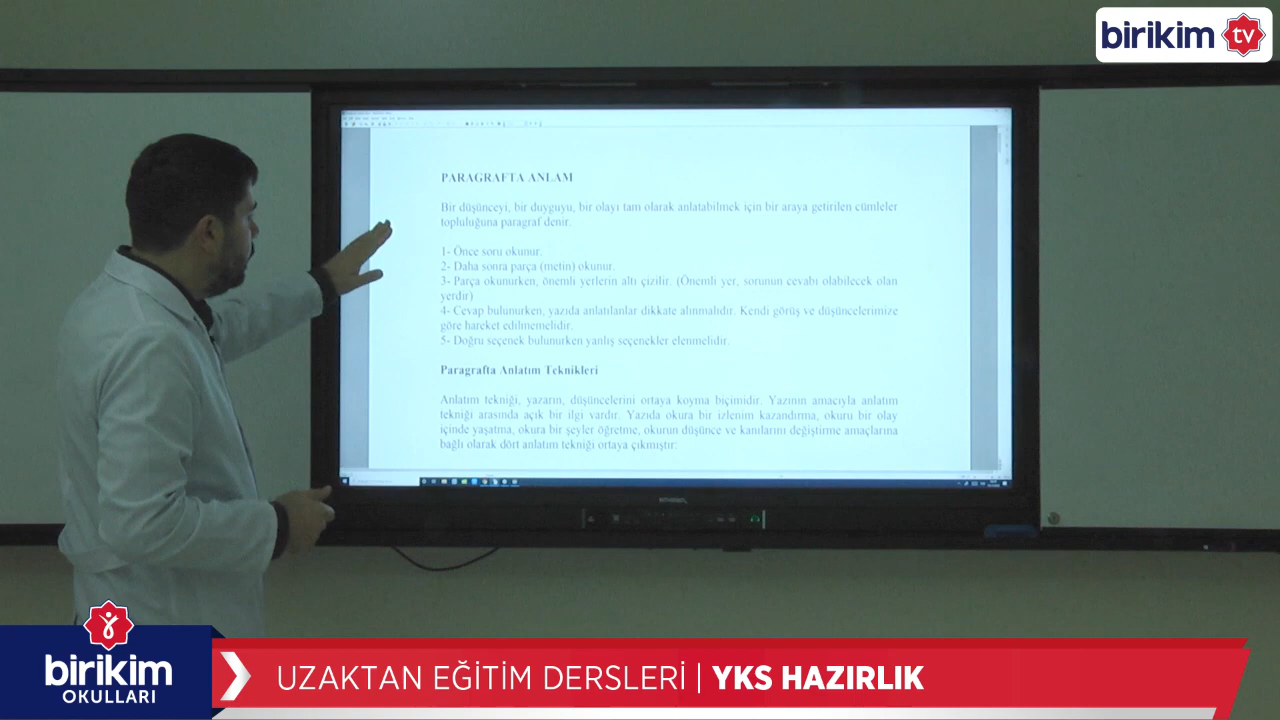 birikim tv
PARAGRAFTA ANLAM
Bir düşünceyi, bir duyguyu, bir olayı tam olarak anlatabilmek için bir araya getirilen cümleler
topluluğuna paragraf denir.
1- Önce soru okunur.
2- Daha sonra parça (metin) okunur.
3- Parça okunurken, önemli yerlerin altı çizilir. (Önemli yer, sorunun cevabı olabilecek olan
yerdir)
4- Cevap bulunurken, yazıda anlatılanlar dikkate alınmalıdır. Kendi görüş ve düşüncelerimize
göre hareket edilmemelidir.
5- Doğru seçenek bulunurken yanlış seçenekler elenmelidir.
Paragrafta Anlatım Teknikleri
Anlatım tekniği, yazarın, düşüncelerini ortaya koyma biçimidir. Yazının amacıyla anlatım
tekniği arasında açık bir ilgi vardır. Yazıda okura bir izlenim kazandırma, okuru bir olay
içinde yaşatma, okura bir şeyler öğretme, okurun düşünce ve kanılarını değiştirme amaçlarına
bağlı olarak dört anlatım tekniği ortaya çıkmıştır:
birikim
OKULLARI
UZAKTAN EĞİTİM DERSLERİ | YKS HAZIRLIK